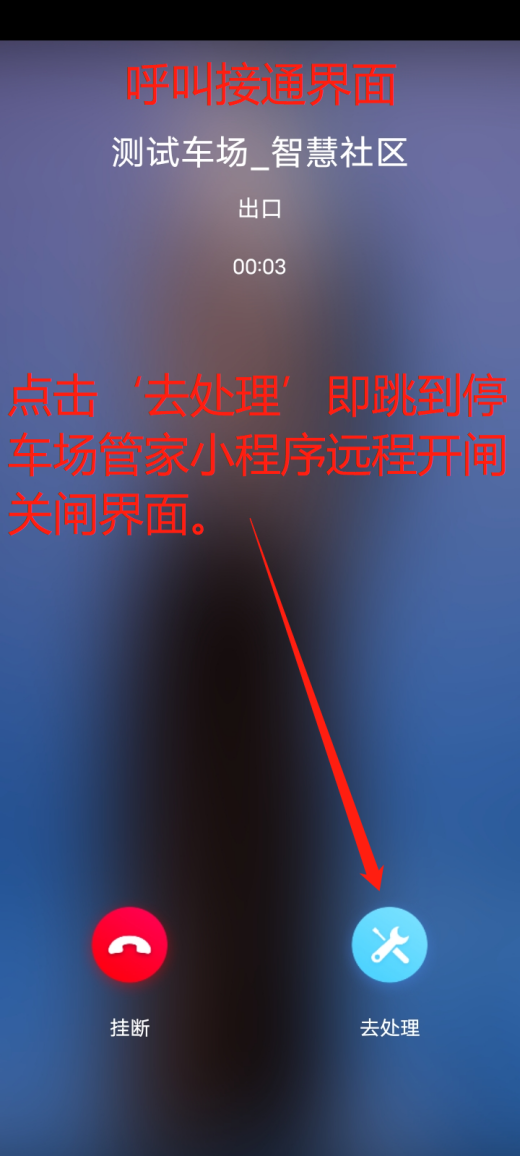 呼叫接通界面
测试车场_智慧社区
出口
00:03
点击‘去处理’即跳到停
车场管家小程序远程开闸
关闸界面。
挂断
去处理